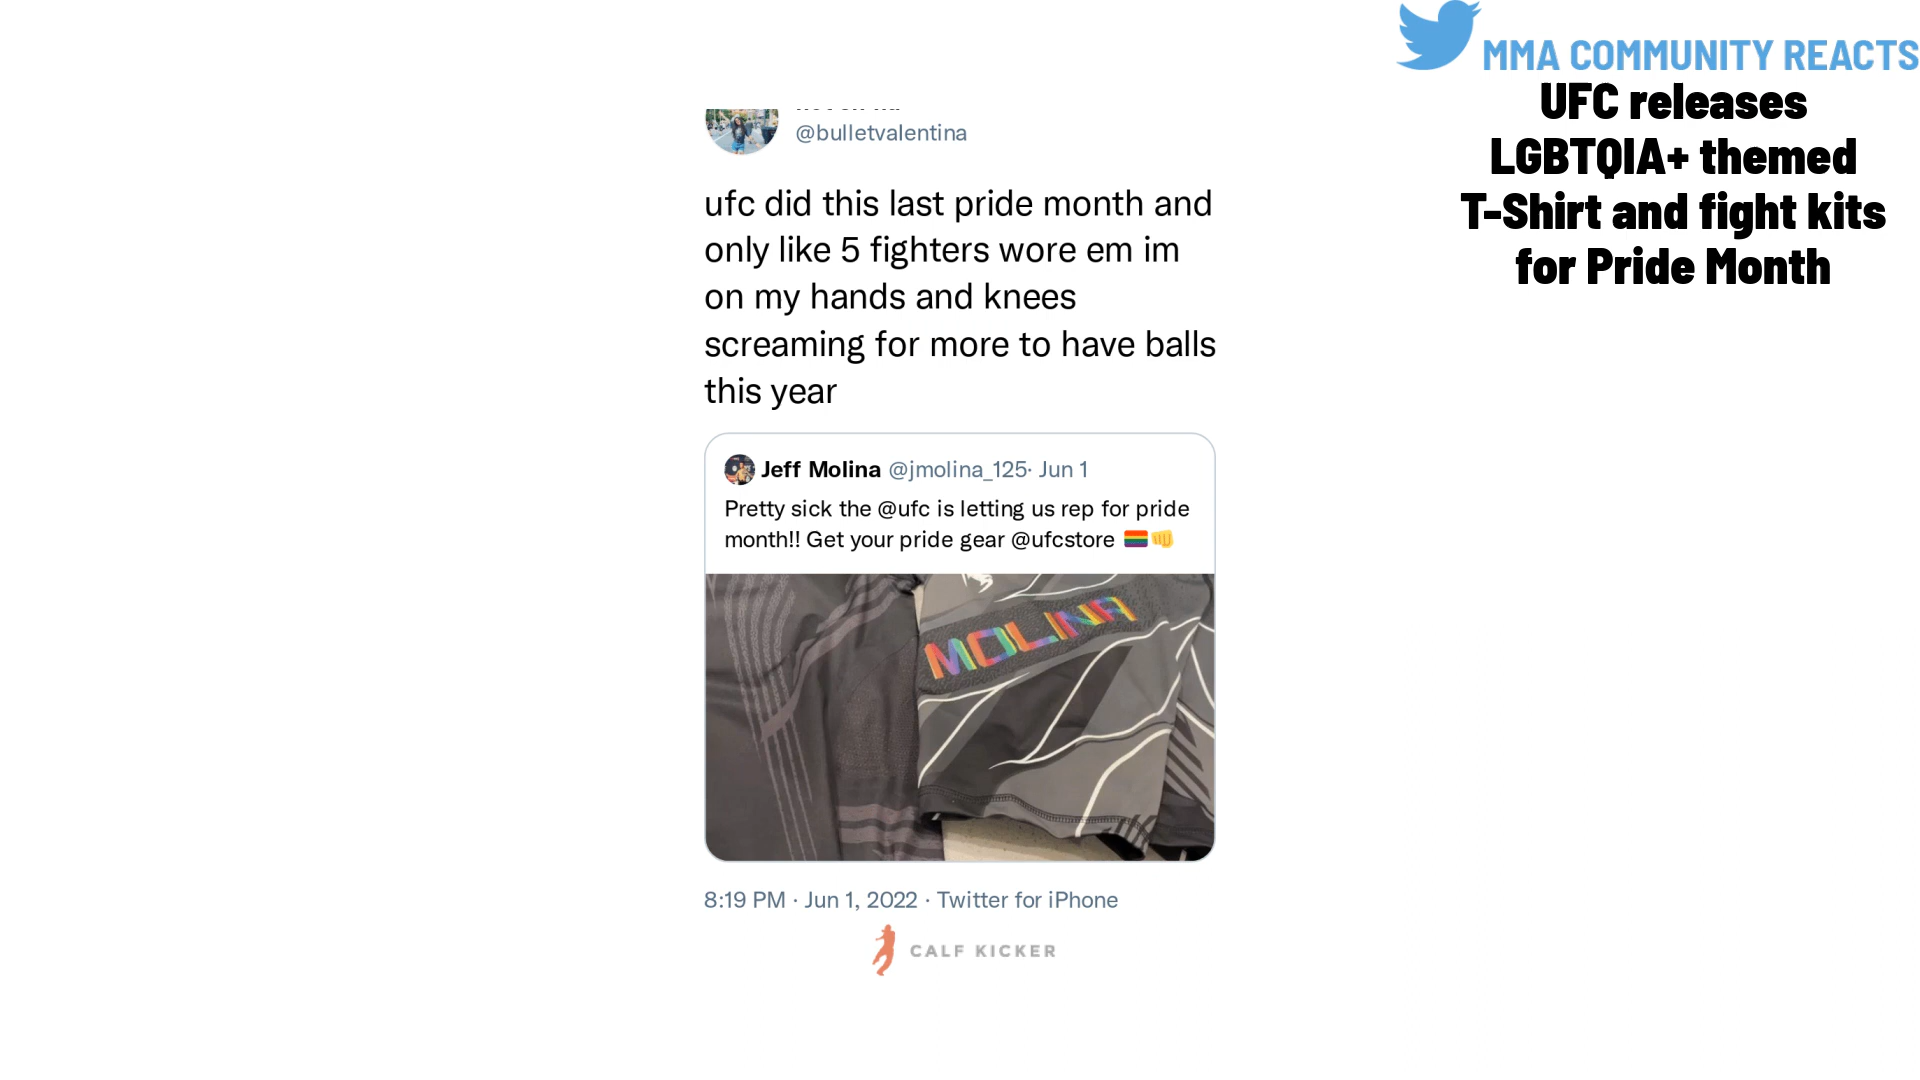 MMA COMMUNITY REACTS
UFC releases
LGBTQIA+ themed
T-Shirt and fight kits
for Pride Month
@bulletvalentina
ufc did this last pride month and
only like 5 fighters wore em im
on my hands and knees
screaming for more to have balls
this year
Jeff Molina @jmolina_125· Jun 1
Pretty sick the @ufc is letting us rep for pride
month!! Get your pride gear @ufcstore 🏳️‍🌈👊
MOLINA
8:19 PM · Jun 1, 2022 · Twitter for iPhone
CALF KICKER